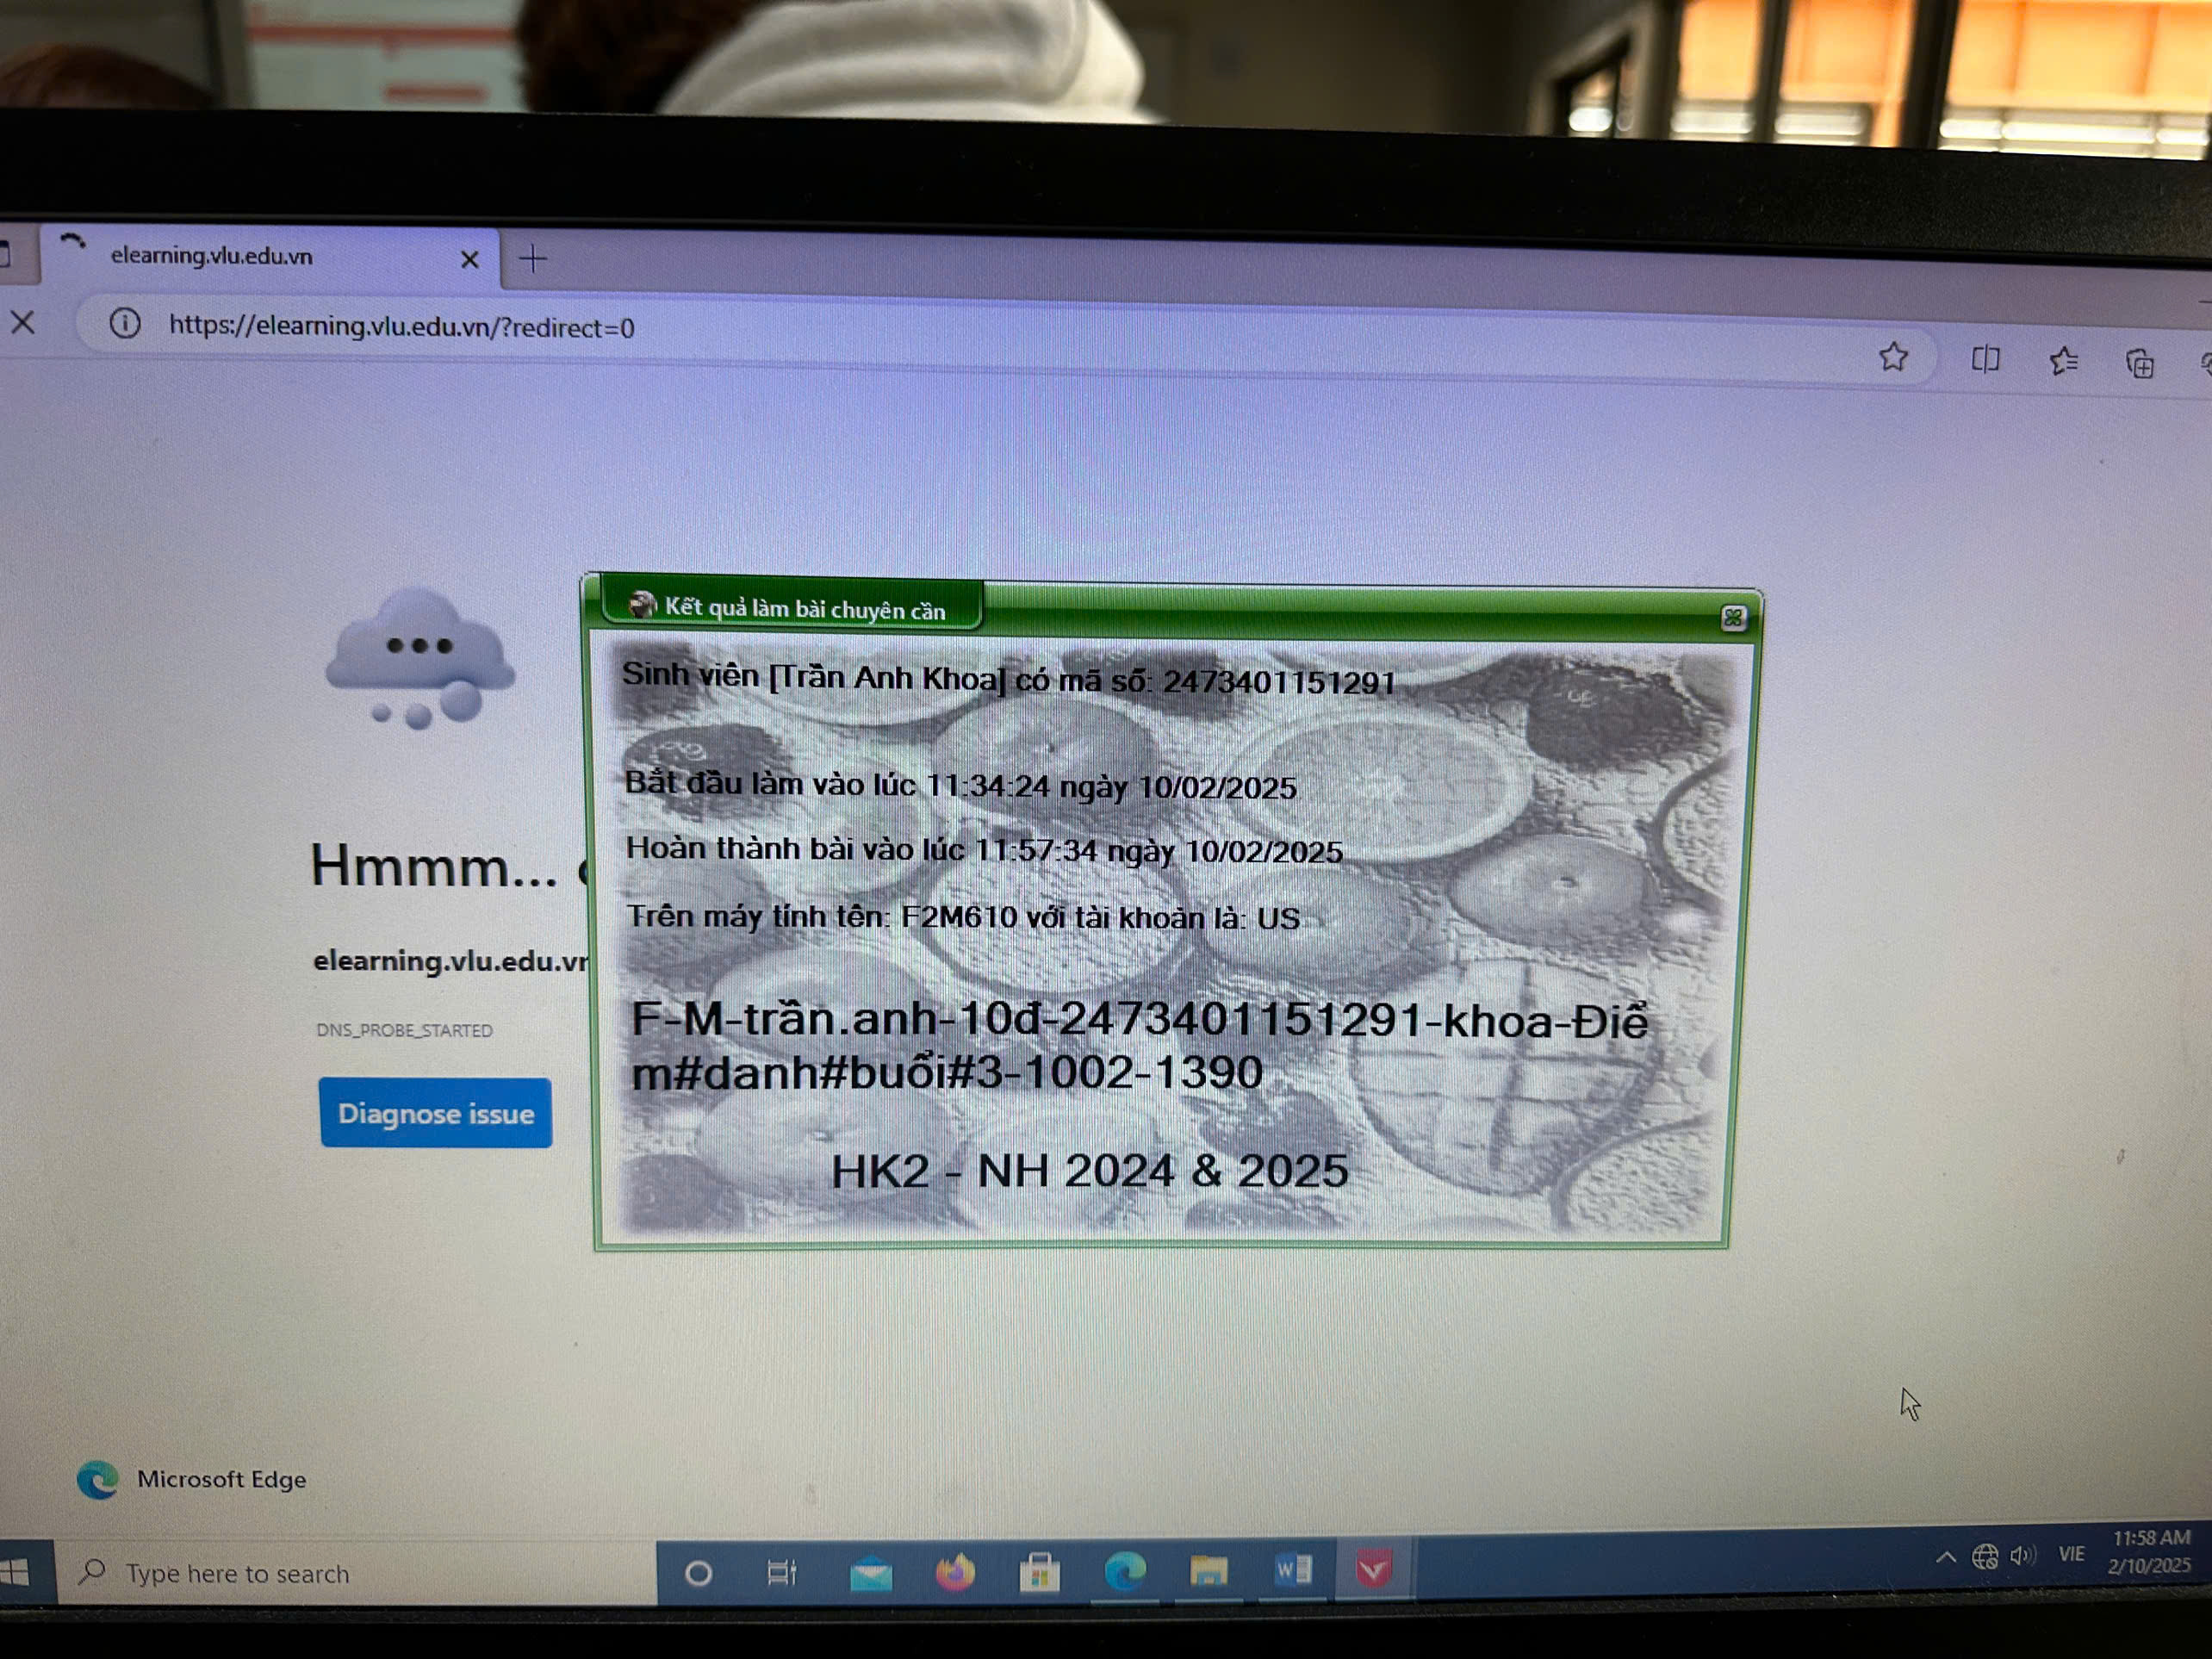 elearning.vlu.edu.vn
https://elearning.vlu.edu.vn/?redirect=0
Kết quả làm bài chuyên cần
Sinh viên [Trần Anh Khoa] có mã số: 2473401151291
Bắt đầu làm vào lúc 11:34:24 ngày 10/02/2025
Hoàn thành bài vào lúc 11:57:34 ngày 10/02/2025
Trên máy tính tên: F2M610 với tài khoản là: US
F-M-trần.anh-10đ-2473401151291-khoa-Điể
m#danh#buổi#3-1002-1390
HK2 - NH 2024 & 2025
Hmmm...
elearning.vlu.edu.vn
DNS_PROBE_STARTED
Diagnose issue
Microsoft Edge
Type here to search
VIE
11:58 AM
2/10/2025